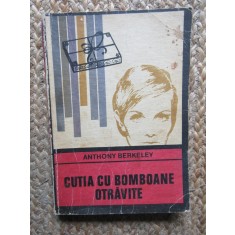 ANTHONY BERKELEY
CUTIA CU BOMBOANE
OTRĂVITE